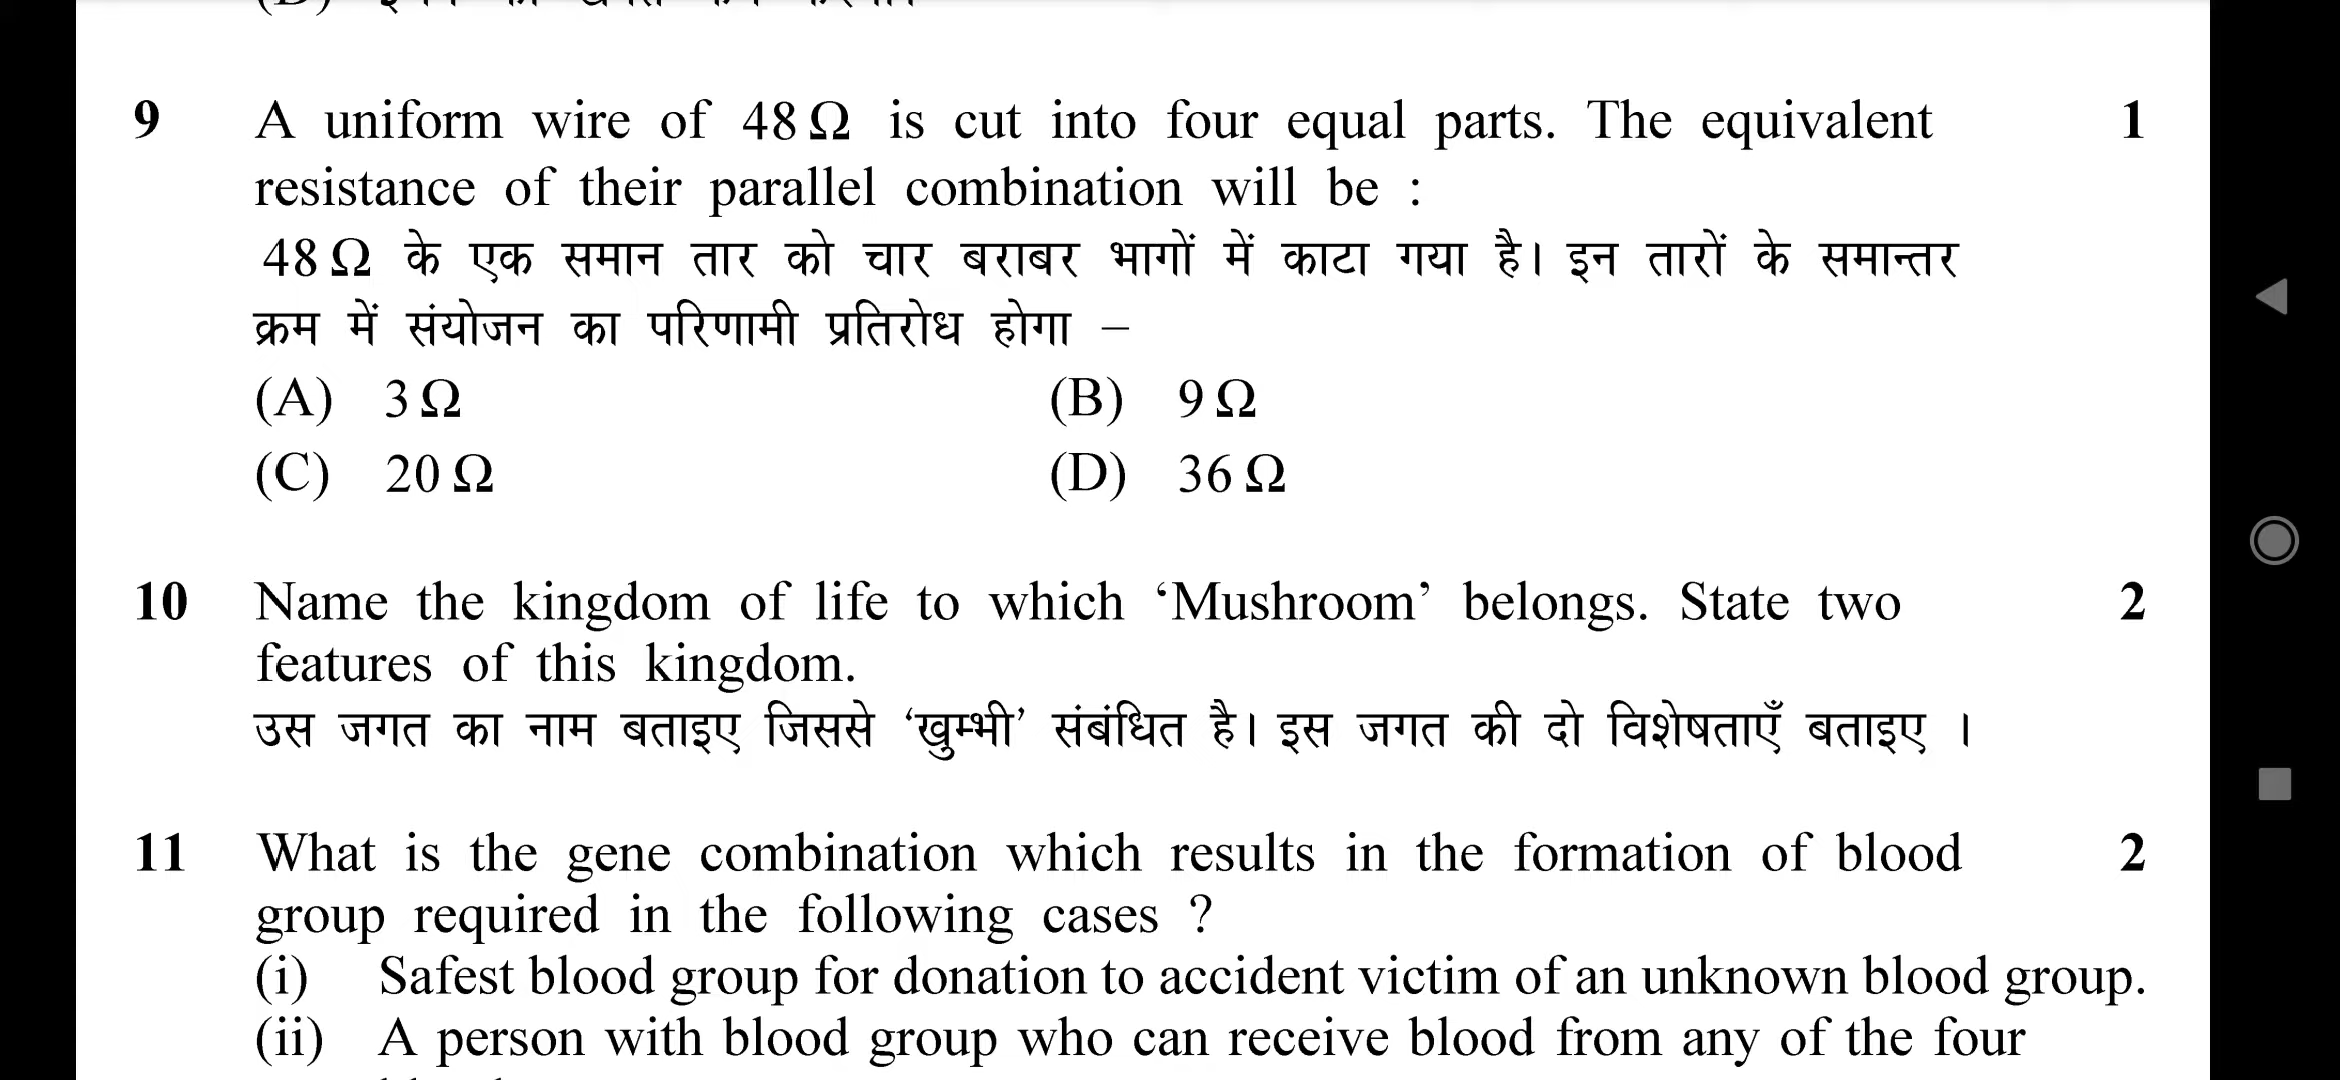 9 A uniform wire of 48 Ω is cut into four equal parts. The equivalent 1
resistance of their parallel combination will be :
48 Ω के एक समान तार को चार बराबर भागों में काटा गया है। इन तारों के समान्तर
क्रम में संयोजन का परिणामी प्रतिरोध होगा –
(A) 3 Ω (B) 9 Ω
(C) 20 Ω (D) 36 Ω
10 Name the kingdom of life to which ‘Mushroom’ belongs. State two 2
features of this kingdom.
उस जगत का नाम बताइए जिससे ‘खुम्भी’ संबंधित है। इस जगत की दो विशेषताएँ बताइए ।
11 What is the gene combination which results in the formation of blood 2
group required in the following cases ?
(i) Safest blood group for donation to accident victim of an unknown blood group.
(ii) A person with blood group who can receive blood from any of the four